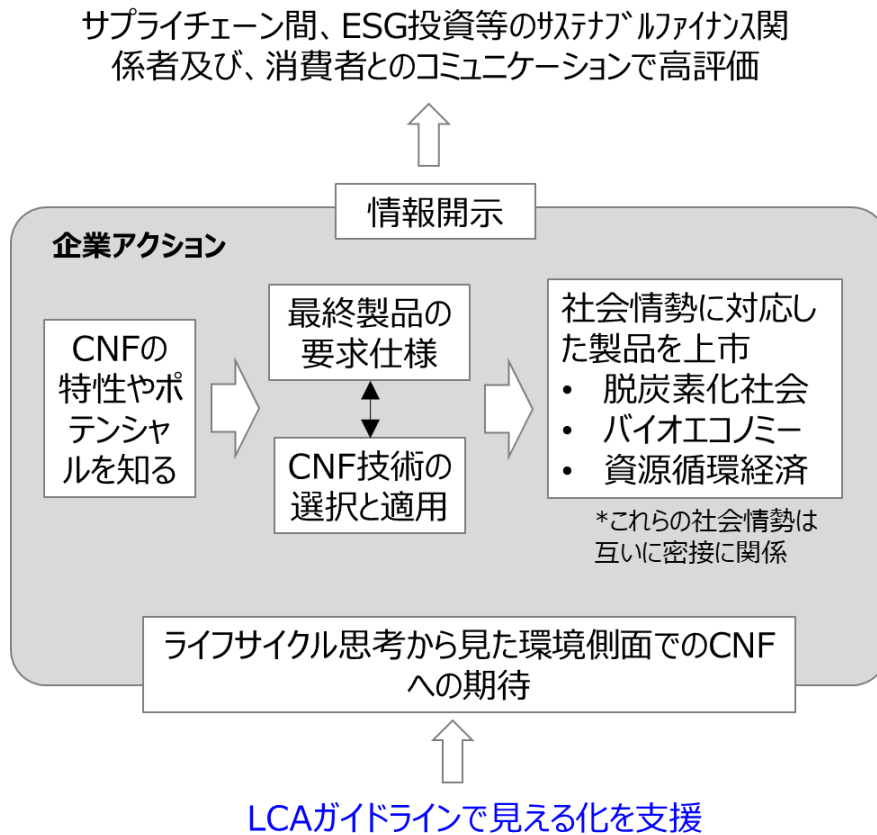 サプライチェーン間、ESG投資等のｻｽﾃﾅﾌﾞﾙﾌｧｲﾅﾝｽ関
係者及び、消費者とのコミュニケーションで高評価
情報開示
企業アクション
CNFの
特性やポ
テンシャ
ルを知る
最終製品の
要求仕様
CNF技術の
選択と適用
社会情勢に対応し
た製品を上市
• 脱炭素化社会
• バイオエコノミー
• 資源循環経済
*これらの社会情勢は
互いに密接に関係
ライフサイクル思考から見た環境側面でのCNF
への期待
LCAガイドラインで見える化を支援